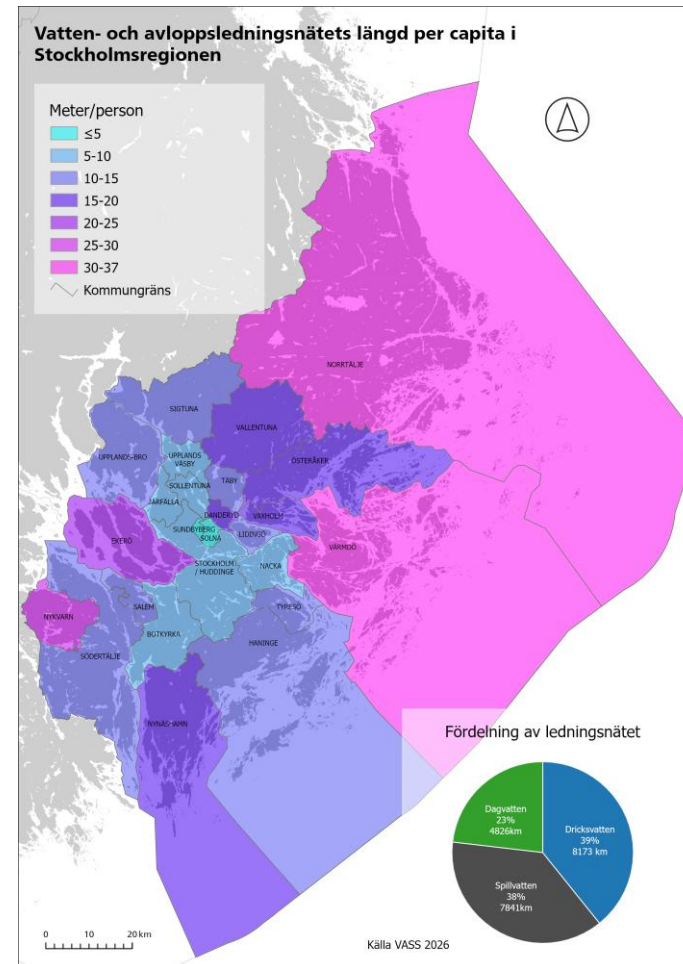 Vatten- och avloppsledningsnätets längd per capita i
Stockholmsregionen
Meter/person
≤5
5-10
10-15
15-20
20-25
25-30
30-37
Kommungräns
NORRTÄLJE
SIGTUNA
VALLENTUNA
UPPLANDS-BRO
UPPLANDS
VÄSBY
ÖSTERÅKER
SOLLENTUNA
TÄBY
JÄRFÄLLA
DANDERYD
VAXHOLM
SUNDBYBERG
SOLNA
LIDINGÖ
EKERÖ
VÄRMDÖ
STOCKHOLM
/ HUDDINGE
NACKA
NYKVARN
SALEM
TYRESÖ
BOTKYRKA
SÖDERTÄLJE
HANINGE
NYNÄSHAMN
Fördelning av ledningsnätet
Dagvatten
23%
4826km
Dricksvatten
39%
8173 km
Spillvatten
38%
7841km
0 10 20 km
Källa VASS 2026